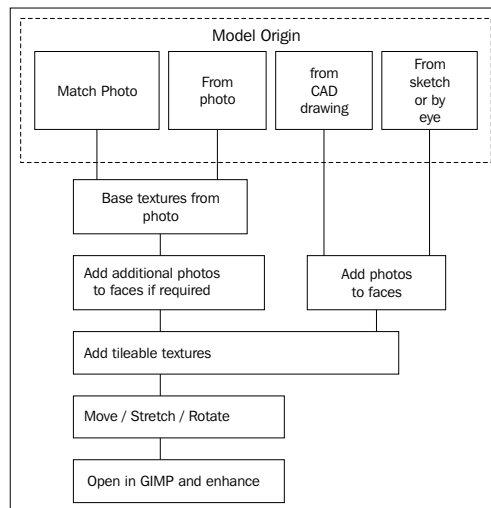 Model Origin
Match Photo
From
photo
from
CAD
drawing
From
sketch
or by
eye
Base textures from
photo
Add additional photos
to faces if required
Add photos
to faces
Add tileable textures
Move / Stretch / Rotate
Open in GIMP and enhance